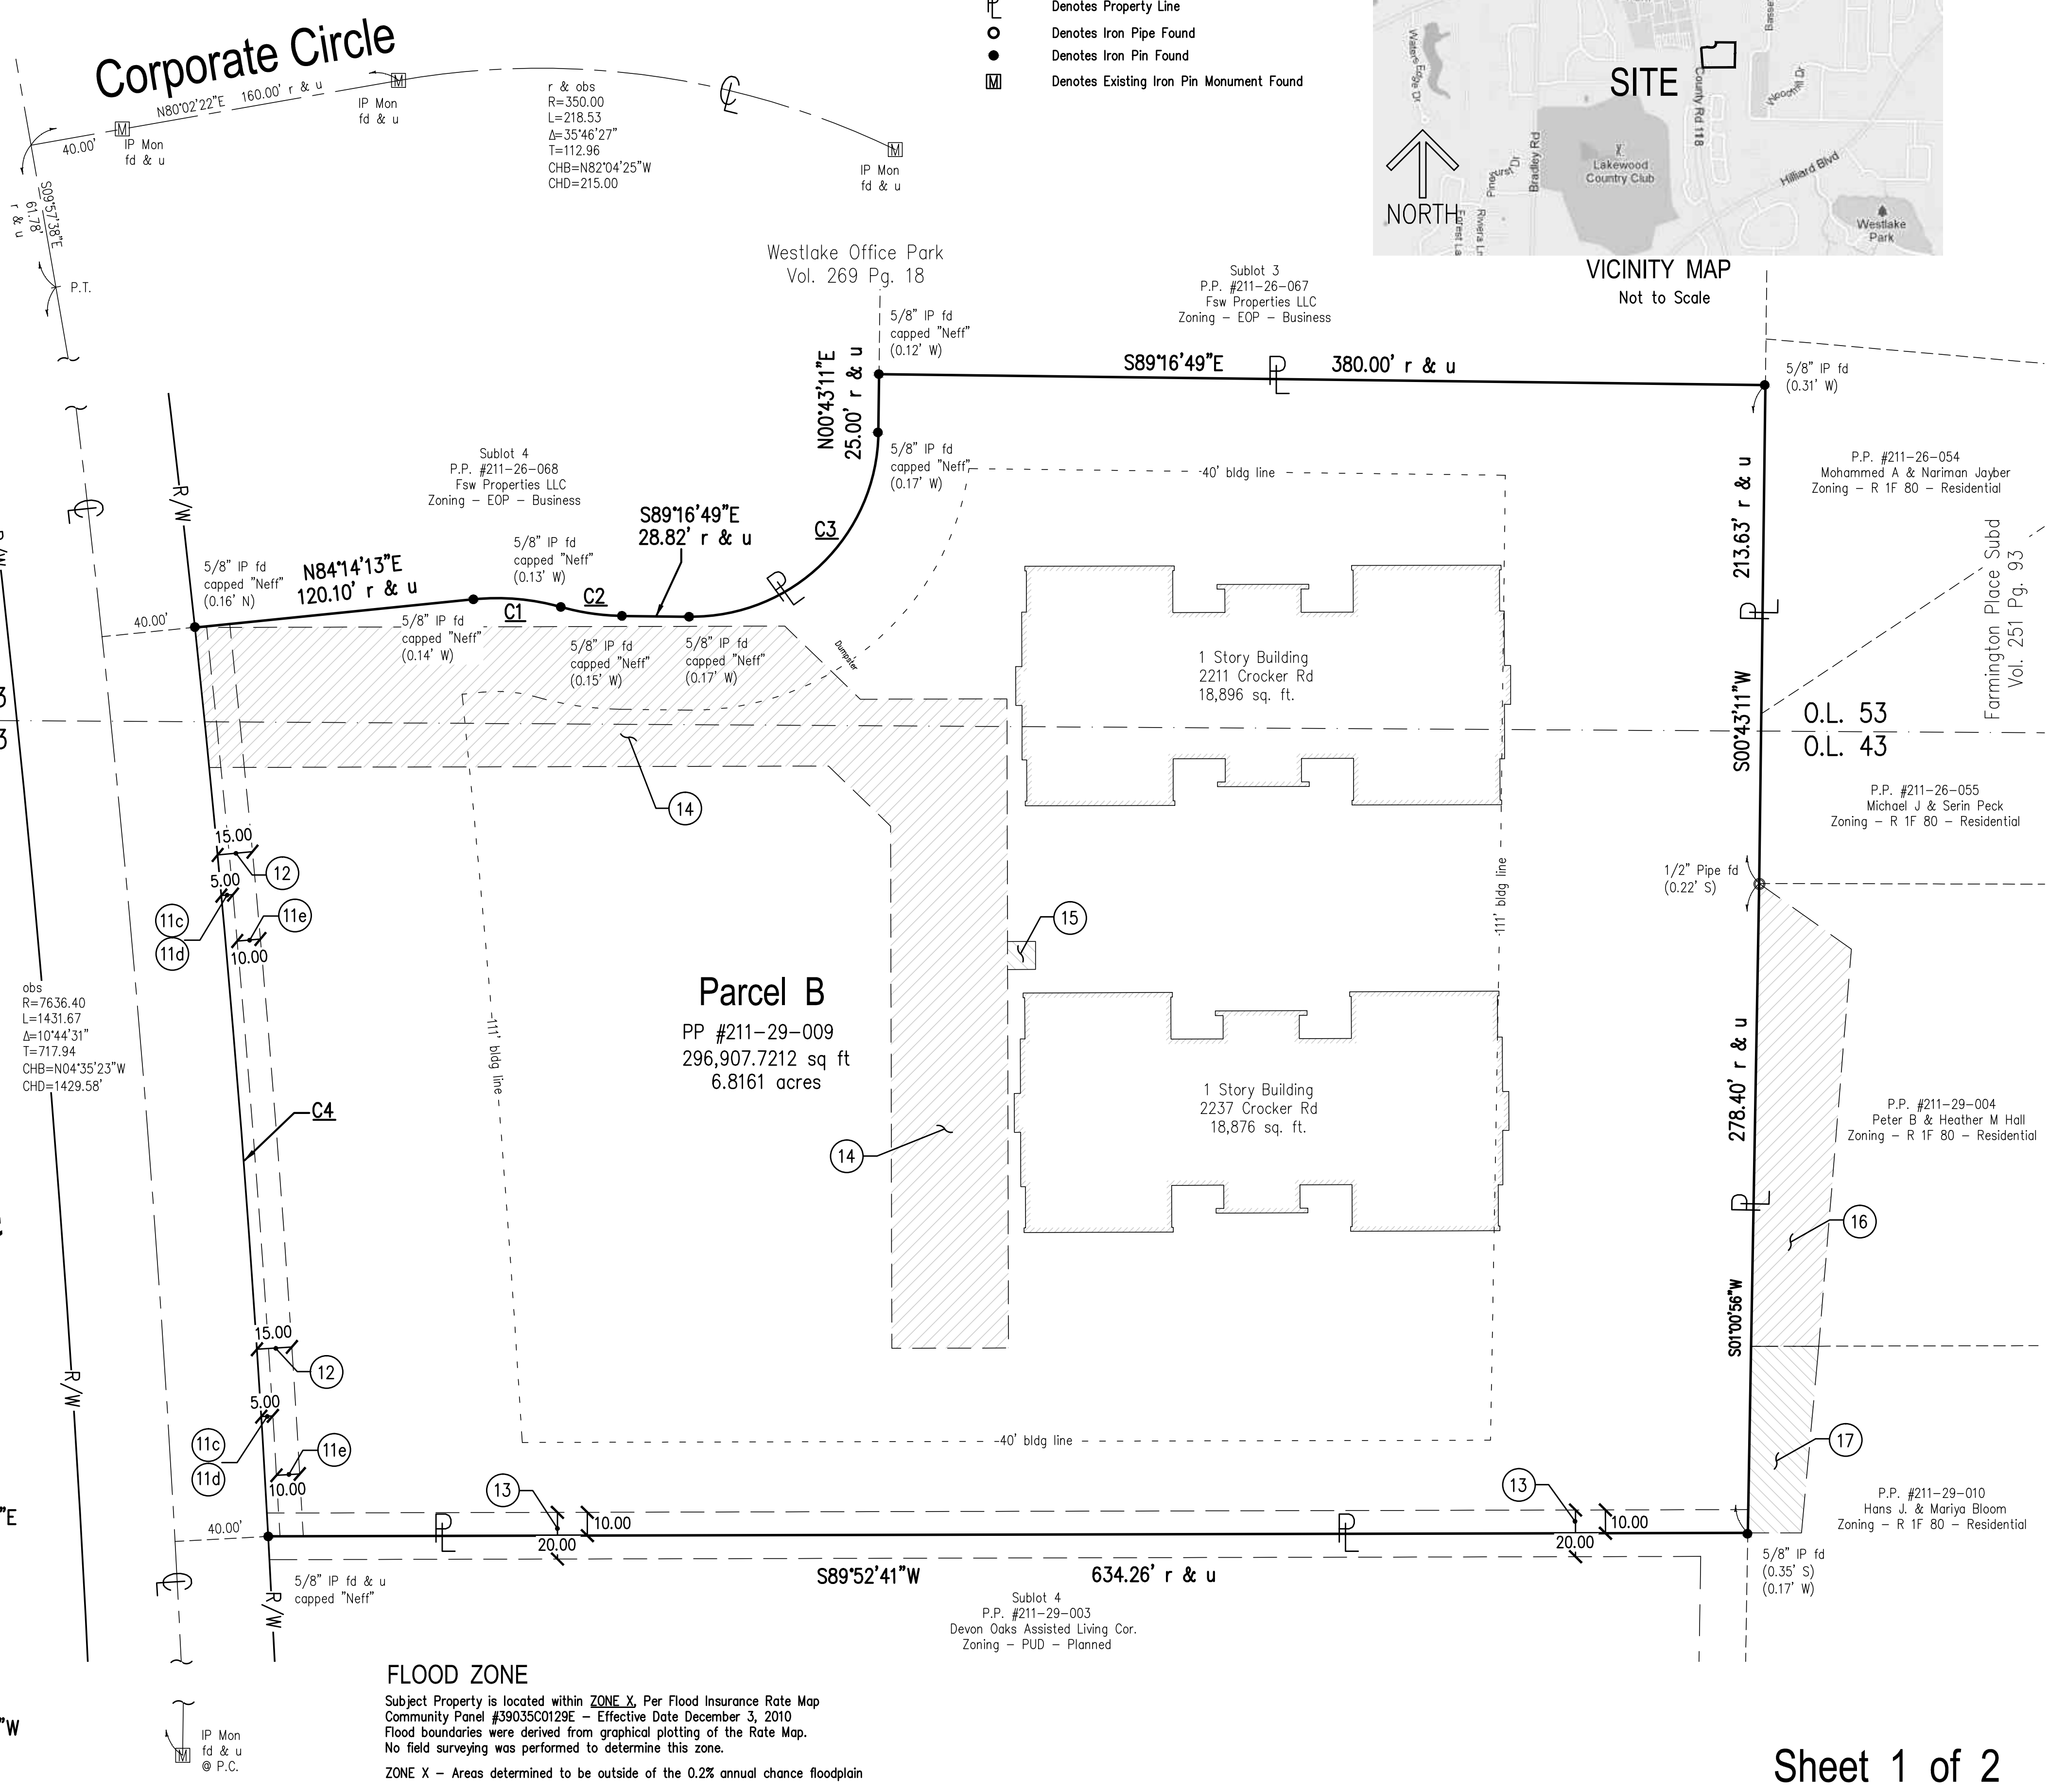 Corporate Circle
N80°02'22"E 160.00' r & u
40.00'
IP Mon
fd & u
IP Mon
fd & u
r & obs
R=350.00
L=218.53
Δ=35°46'27"
T=112.96
CHB=N82°04'25"W
CHD=215.00
IP Mon
fd & u
S09°57'38"E
61.78'
r & u
P.T.
Denotes Property Line
Denotes Iron Pipe Found
Denotes Iron Pin Found
M Denotes Existing Iron Pin Monument Found
SITE
NORTH
Waters Edge Dr
Bradley Rd
County Rd 118
Woodmill Dr
Hilliard Blvd
Lakewood
Country Club
Westlake
Park
VICINITY MAP
Not to Scale
Westlake Office Park
Vol. 269 Pg. 18
Sublot 3
P.P. #211-26-067
Fsw Properties LLC
Zoning - EOP - Business
5/8" IP fd
capped "Neff"
(0.12' W)
N00°43'11"E
25.00' r & u
S89°16'49"E 380.00' r & u
5/8" IP fd
(0.31' W)
5/8" IP fd
capped "Neff"
(0.17' W)
40' bldg line
Sublot 4
P.P. #211-26-068
Fsw Properties LLC
Zoning - EOP - Business
P.P. #211-26-054
Mohammed A & Nariman Jayber
Zoning - R 1F 80 - Residential
Farmington Place Subd
Vol. 251 Pg. 93
R/W
S89°16'49"E
28.82' r & u
C3
213.63' r & u
5/8" IP fd
capped "Neff"
(0.16' N)
N84°14'13"E
120.10' r & u
5/8" IP fd
capped "Neff"
(0.13' W)
C1
C2
40.00'
5/8" IP fd
capped "Neff"
(0.14' W)
5/8" IP fd
capped "Neff"
(0.15' W)
5/8" IP fd
capped "Neff"
(0.17' W)
Dumpster
1 Story Building
2211 Crocker Rd
18,896 sq. ft.
S00°43'11"W
O.L. 53
O.L. 43
P.P. #211-26-055
Michael J & Serin Peck
Zoning - R 1F 80 - Residential
14
15.00
12
5.00
11c
11d
11e
10.00
111' bldg line
1/2" Pipe fd
(0.22' S)
15
obs
R=7636.40
L=1431.67
Δ=10°44'31"
T=717.94
CHB=N04°35'23"W
CHD=1429.58'
Parcel B
PP #211-29-009
296,907.7212 sq ft
6.8161 acres
111' bldg line
C4
14
1 Story Building
2237 Crocker Rd
18,876 sq. ft.
278.40' r & u
P.P. #211-29-004
Peter B & Heather M Hall
Zoning - R 1F 80 - Residential
16
S01°00'56"W
15.00
12
5.00
11c
11d
11e
10.00
R/W
40' bldg line
17
13
10.00
20.00
13
10.00
20.00
P.P. #211-29-010
Hans J. & Mariya Bloom
Zoning - R 1F 80 - Residential
40.00'
5/8" IP fd & u
capped "Neff"
R/W
S89°52'41"W 634.26' r & u
5/8" IP fd
(0.35' S)
(0.17' W)
Sublot 4
P.P. #211-29-003
Devon Oaks Assisted Living Cor.
Zoning - PUD - Planned
FLOOD ZONE
Subject Property is located within ZONE X, Per Flood Insurance Rate Map
Community Panel #39035C0129E - Effective Date December 3, 2010
Flood boundaries were derived from graphical plotting of the Rate Map.
No field surveying was performed to determine this zone.
ZONE X - Areas determined to be outside of the 0.2% annual chance floodplain
IP Mon
fd & u
@ P.C.
Sheet 1 of 2